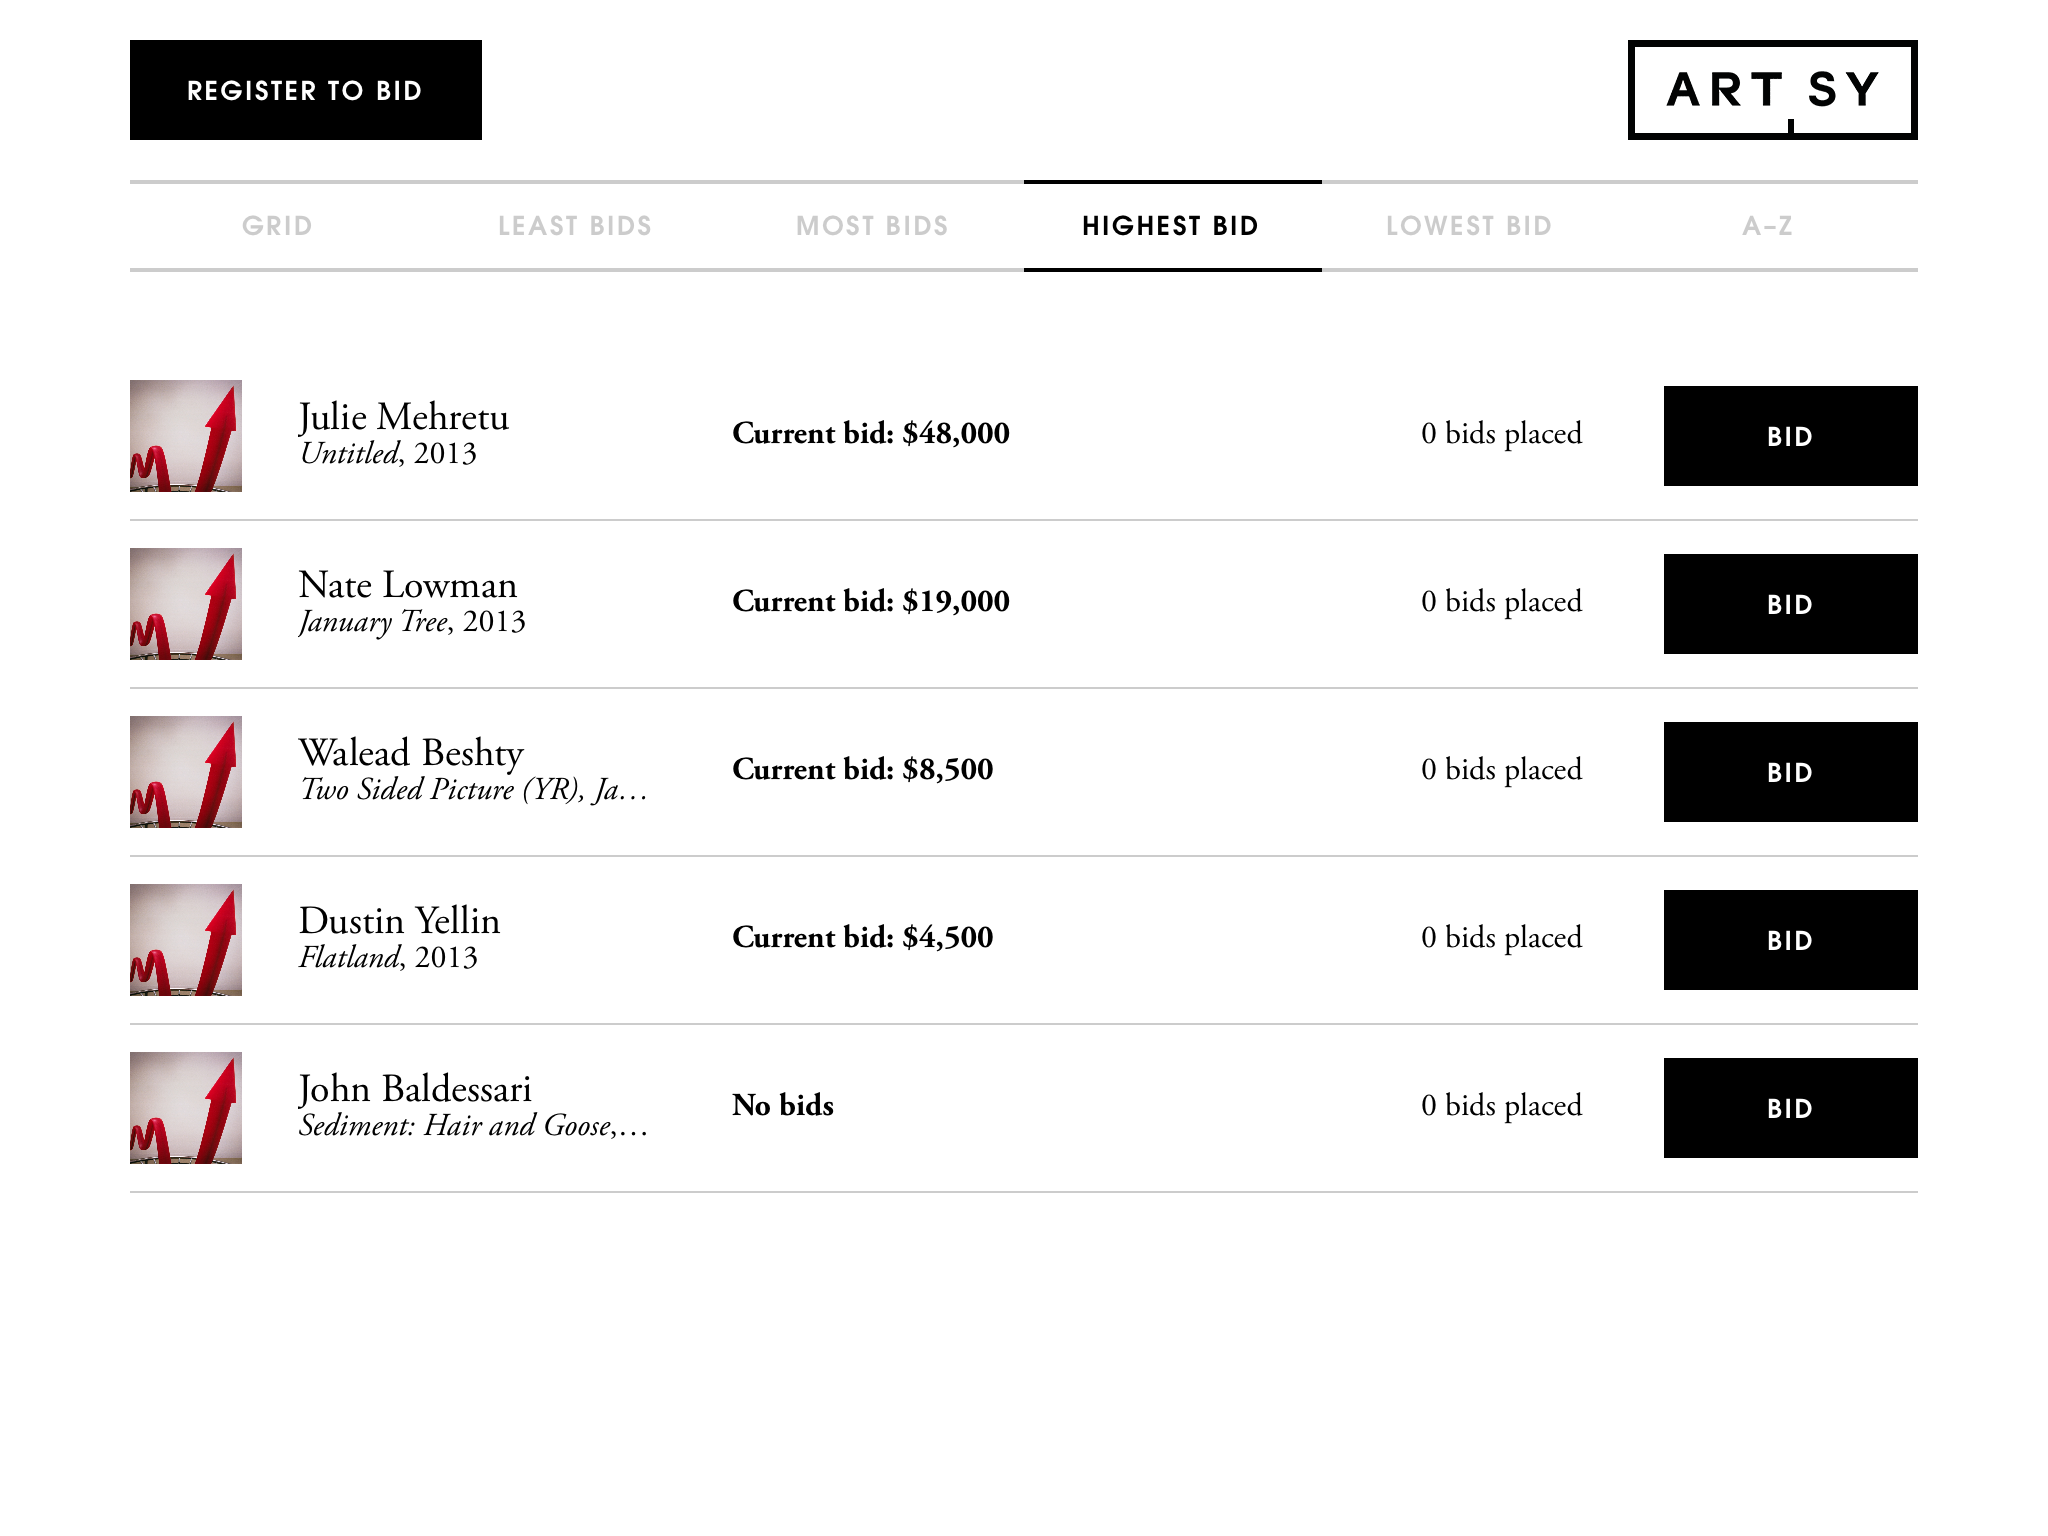 REGISTER TO BID
ART SY
GRID LEAST BIDS MOST BIDS HIGHEST BID LOWEST BID A–Z
Julie Mehretu
Untitled, 2013
Current bid: $48,000
0 bids placed
BID
Nate Lowman
January Tree, 2013
Current bid: $19,000
0 bids placed
BID
Walead Beshty
Two Sided Picture (YR), Ja…
Current bid: $8,500
0 bids placed
BID
Dustin Yellin
Flatland, 2013
Current bid: $4,500
0 bids placed
BID
John Baldessari
Sediment: Hair and Goose,…
No bids
0 bids placed
BID